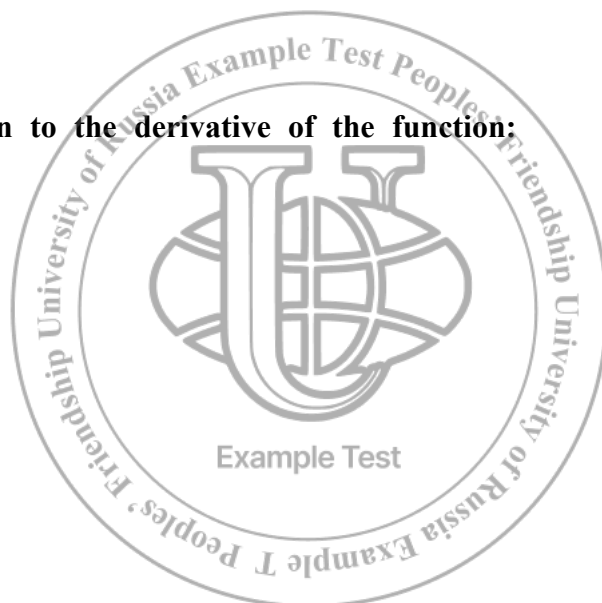 n to the derivative of the function:
Peoples' Friendship University of Russia Example Test Peoples' Friendship University of Russia Example T
Example Test